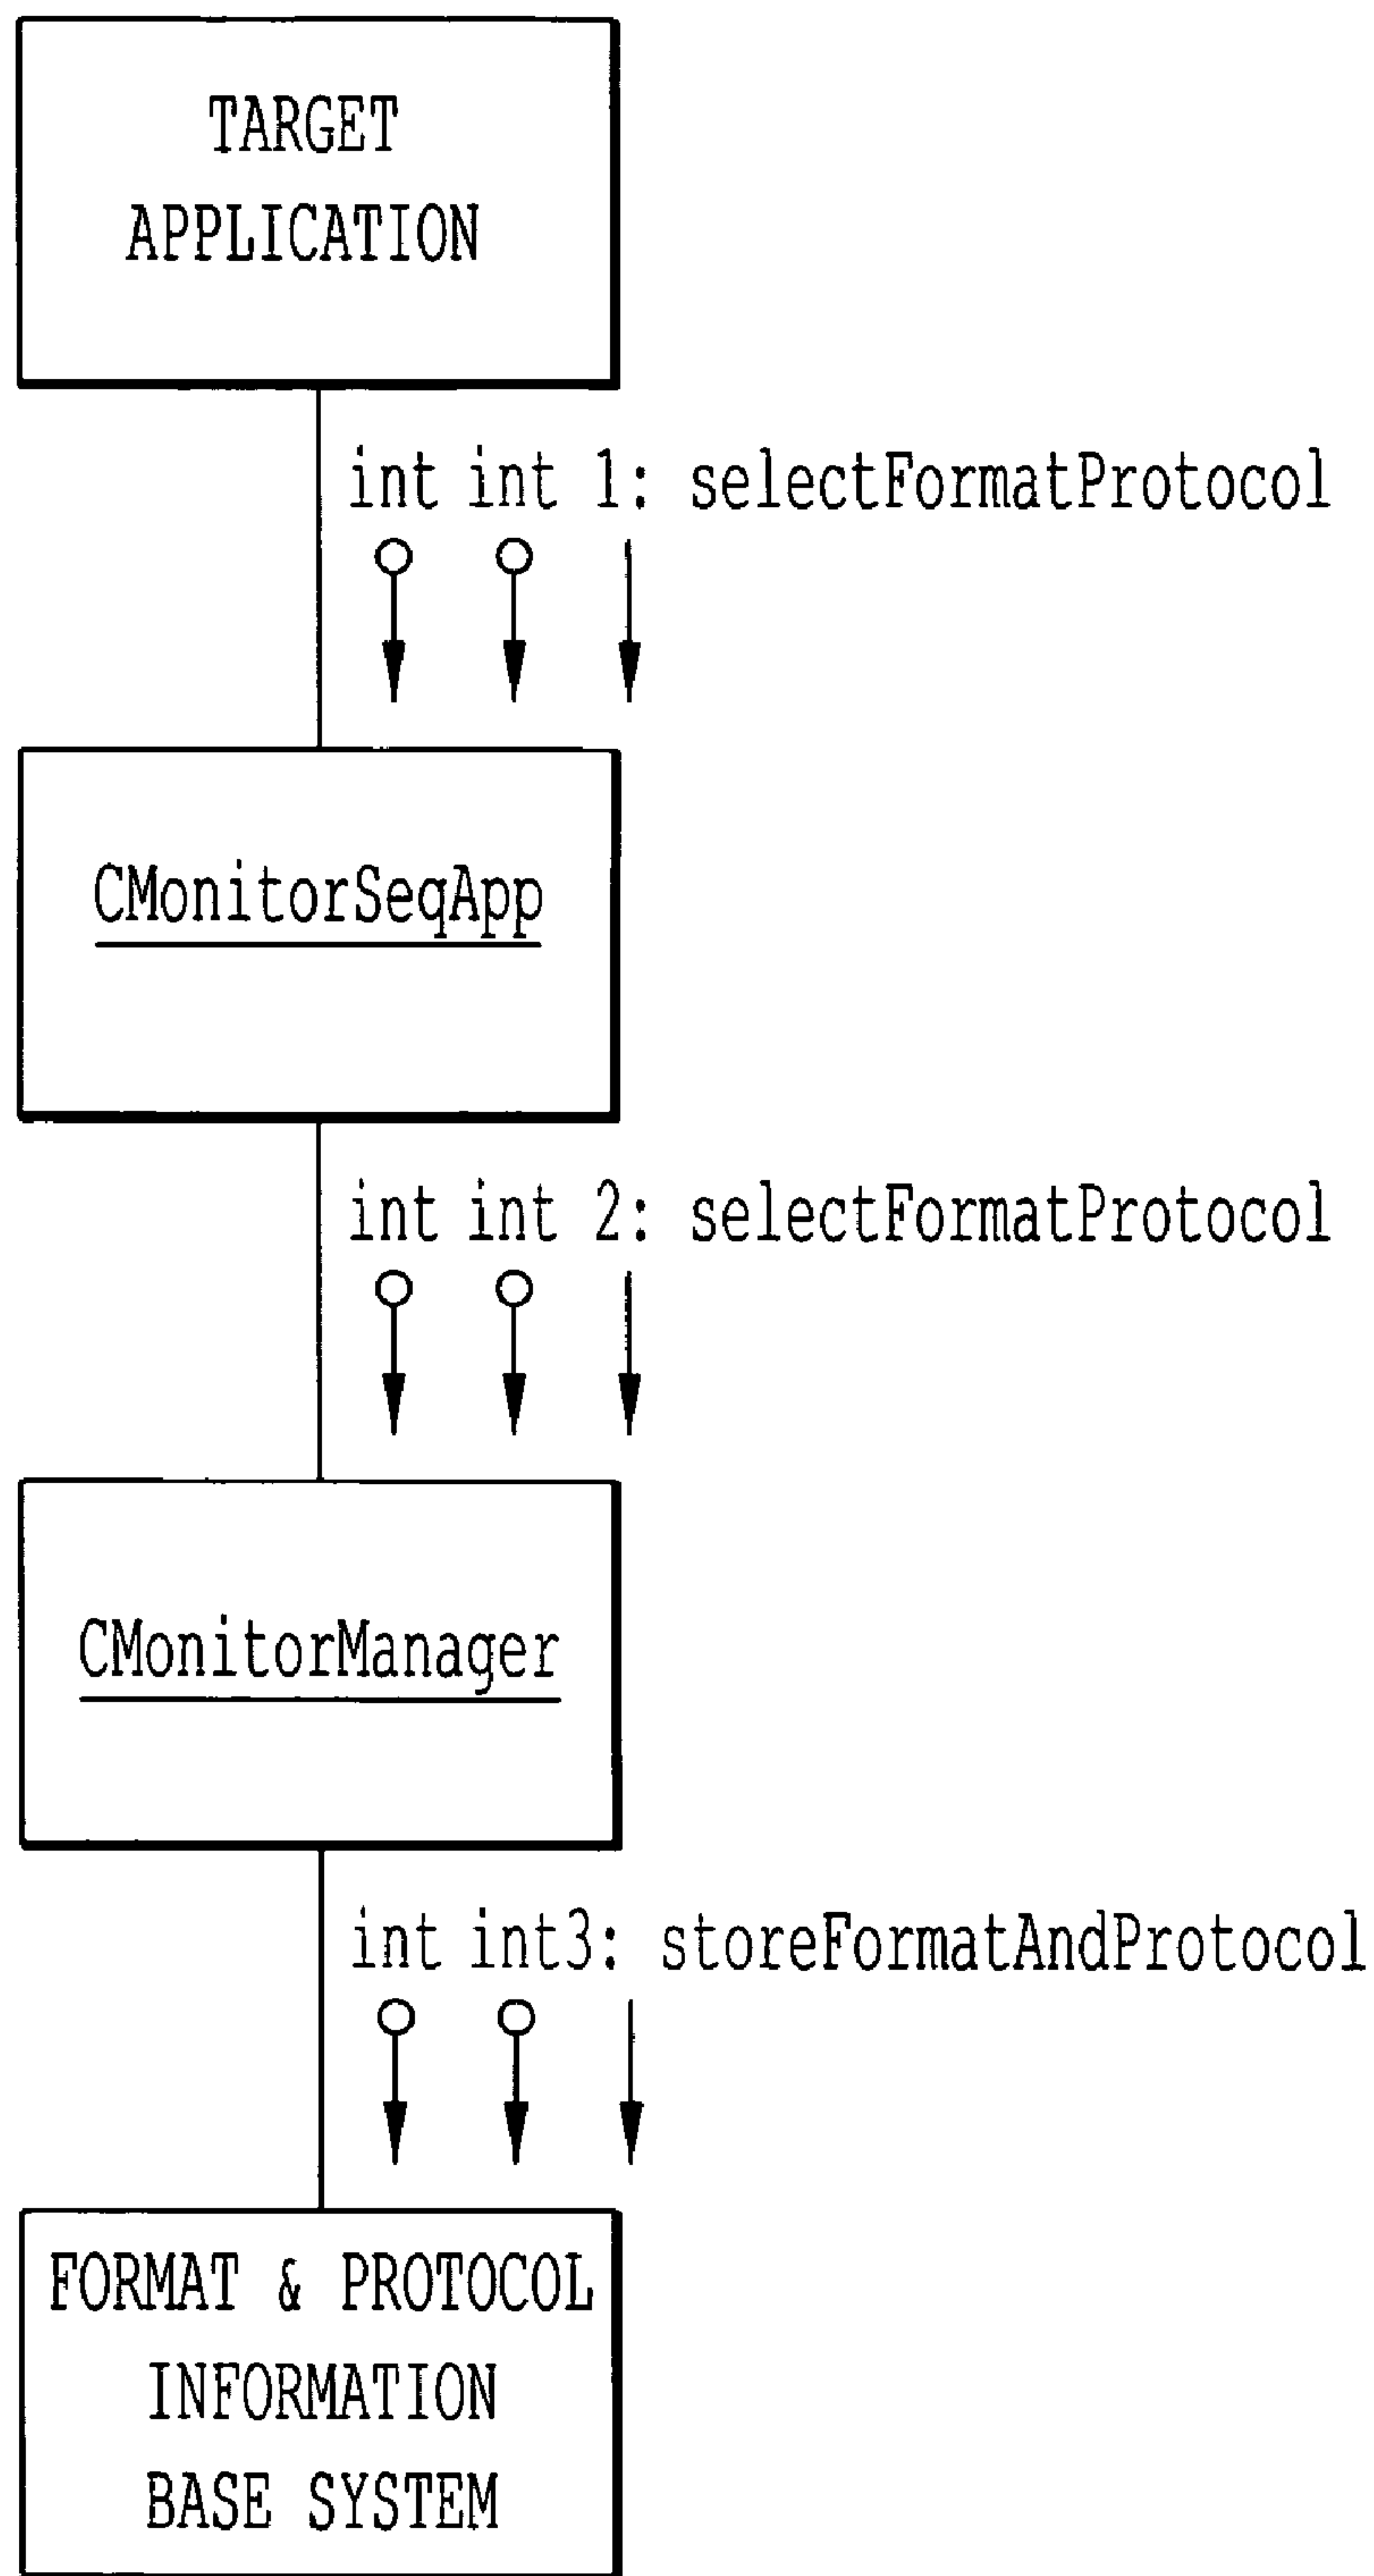 TARGET
APPLICATION
int int 1: selectFormatProtocol
CMonitorSeqApp
int int 2: selectFormatProtocol
CMonitorManager
int int3: storeFormatAndProtocol
FORMAT & PROTOCOL
INFORMATION
BASE SYSTEM